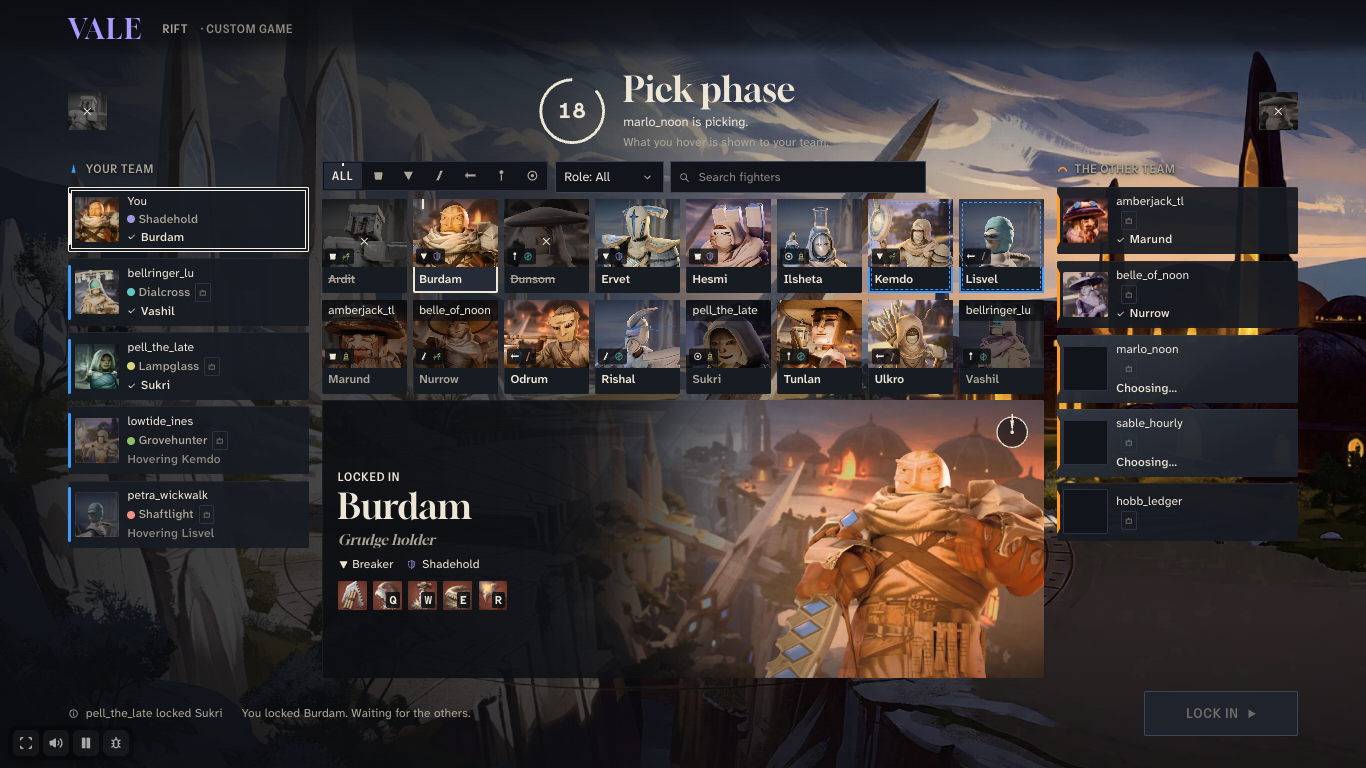 VALE
RIFT · CUSTOM GAME
18
Pick phase
marlo_noon is picking.
What you hover is shown to your team.
YOUR TEAM
You
Shadehold
✓ Burdam
bellringer_lu
Dialcross
✓ Vashil
pell_the_late
Lampglass
✓ Sukri
lowtide_ines
Grovehunter
Hovering Kemdo
petra_wickwalk
Shaftlight
Hovering Lisvel
ALL
Role: All
Search fighters
Ardit
Burdam
Dunsom
Ervet
Hesmi
Ilsheta
Kemdo
Lisvel
amberjack_tl
belle_of_noon
pell_the_late
bellringer_lu
Marund
Nurrow
Odrum
Rishal
Sukri
Tunlan
Ulkro
Vashil
LOCKED IN
Burdam
Grudge holder
Breaker
Shadehold
Q
W
E
R
THE OTHER TEAM
amberjack_tl
✓ Marund
belle_of_noon
✓ Nurrow
marlo_noon
Choosing...
sable_hourly
Choosing...
hobb_ledger
pell_the_late locked Sukri
You locked Burdam. Waiting for the others.
LOCK IN